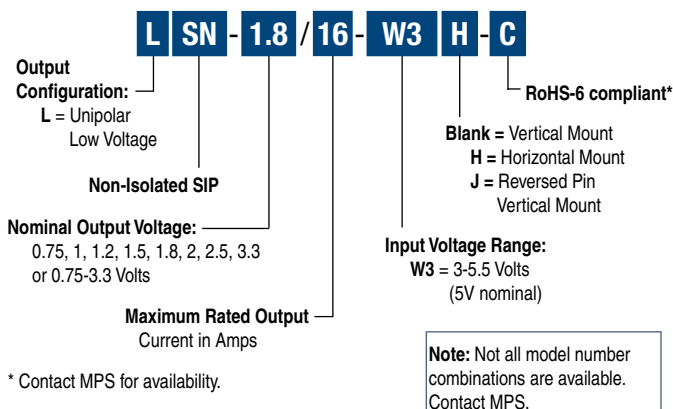 L SN - 1.8 / 16 - W3 H - C
Output
Configuration:
L = Unipolar
Low Voltage
Non-Isolated SIP
Nominal Output Voltage:
0.75, 1, 1.2, 1.5, 1.8, 2, 2.5, 3.3
or 0.75-3.3 Volts
Maximum Rated Output
Current in Amps
RoHS-6 compliant*
Blank = Vertical Mount
H = Horizontal Mount
J = Reversed Pin
Vertical Mount
Input Voltage Range:
W3 = 3-5.5 Volts
(5V nominal)
* Contact MPS for availability.
Note: Not all model number
combinations are available.
Contact MPS.